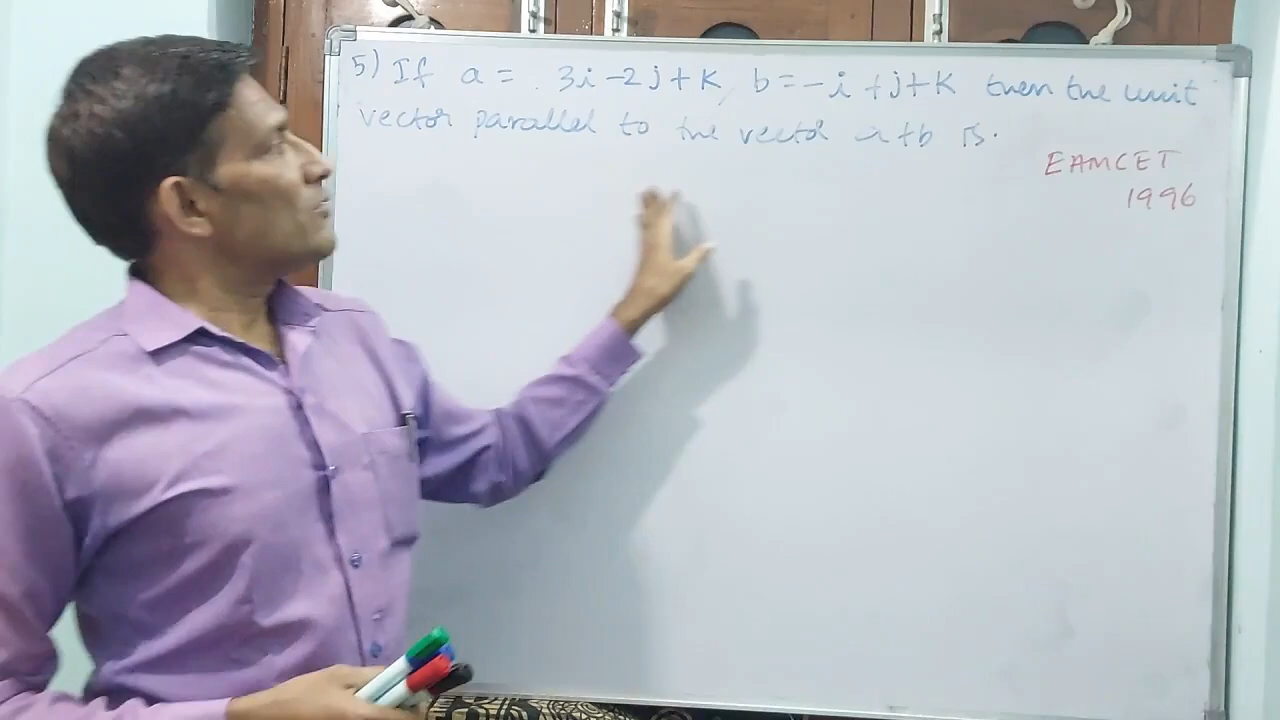 5) If a = 3i - 2j + k, b = -i + j + k then the unit
vector parallel to the vector a+b is.
EAMCET
1996